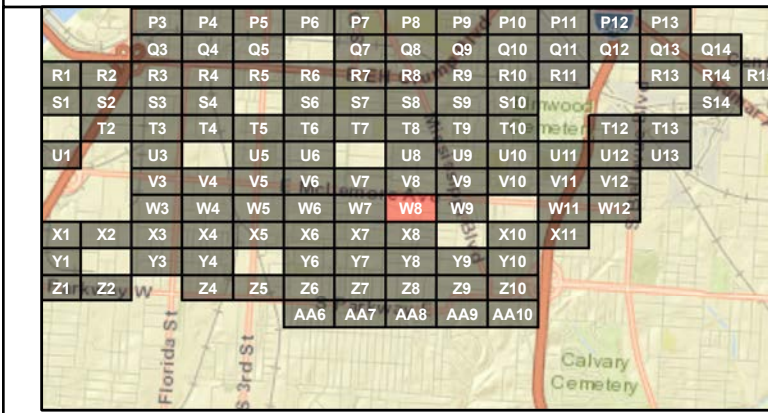 P3 P4 P5 P6 P7 P8 P9 P10 P11 P12 P13
Q3 Q4 Q5 Q7 Q8 Q9 Q10 Q11 Q12 Q13 Q14
R1 R2 R3 R4 R5 R6 R7 R8 R9 R10 R11 R13 R14 R15
S1 S2 S3 S4 S6 S7 S8 S9 S10 S14
T2 T3 T4 T5 T6 T7 T8 T9 T10 T12 T13
U1 U3 U5 U6 U8 U9 U10 U11 U12 U13
V3 V4 V5 V6 V7 V8 V9 V10 V11 V12
E McLemore Ave
W3 W4 W5 W6 W7 W8 W9 W11 W12
X1 X2 X3 X4 X5 X6 X7 X8 X10 X11
Y1 Y3 Y4 Y6 Y7 Y8 Y9 Y10
Z1 Z2 Z4 Z5 Z6 Z7 Z8 Z9 Z10
AA6 AA7 AA8 AA9 AA10
Florida St
S 3rd St
Calvary
Cemetery